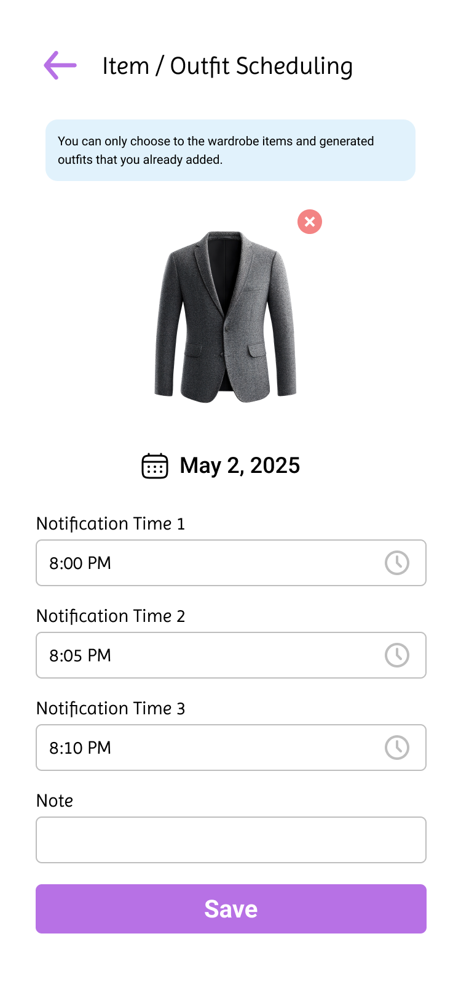 Item / Outfit Scheduling
You can only choose to the wardrobe items and generated
outfits that you already added.
May 2, 2025
Notification Time 1
8:00 PM
Notification Time 2
8:05 PM
Notification Time 3
8:10 PM
Note
Save